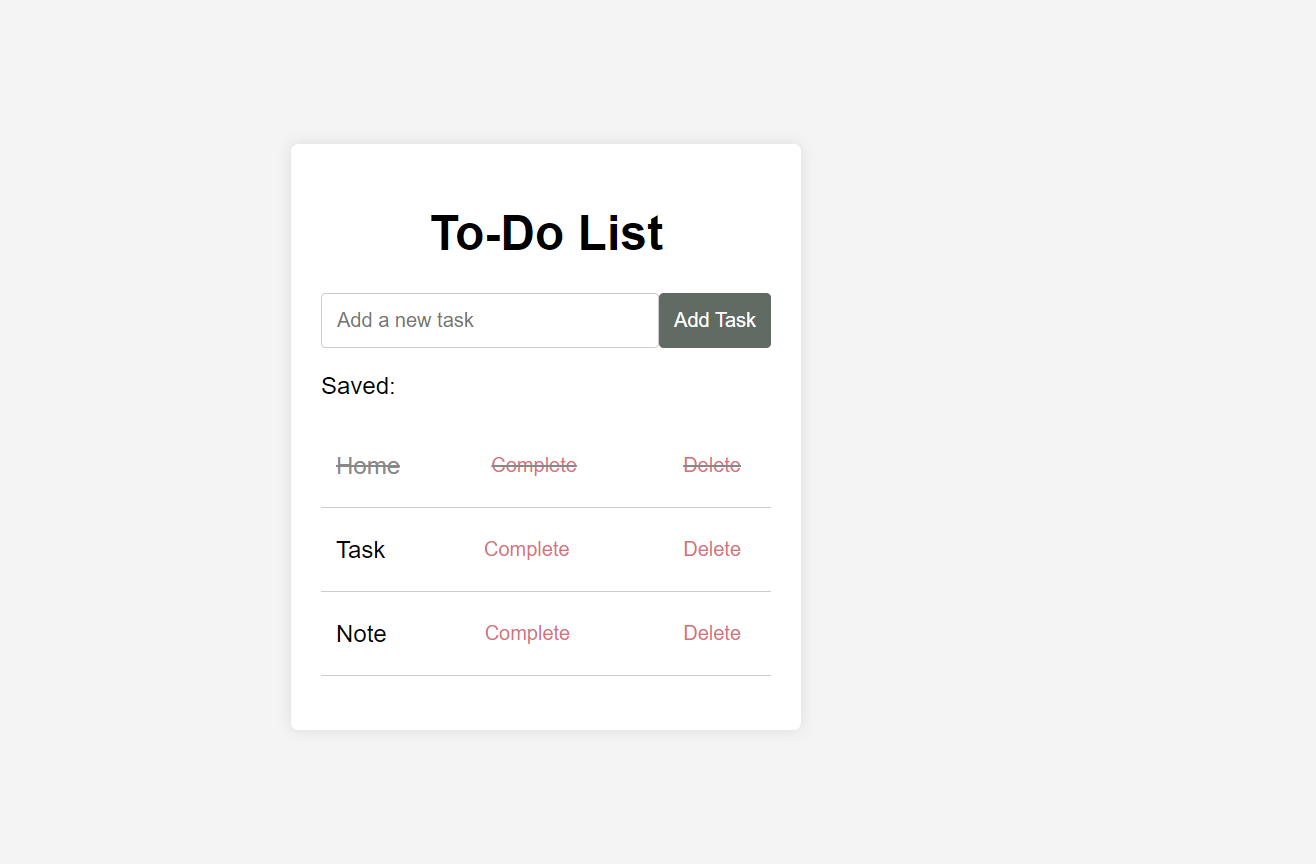 To-Do List
Add a new task Add Task
Saved:
Home Complete Delete
Task Complete Delete
Note Complete Delete